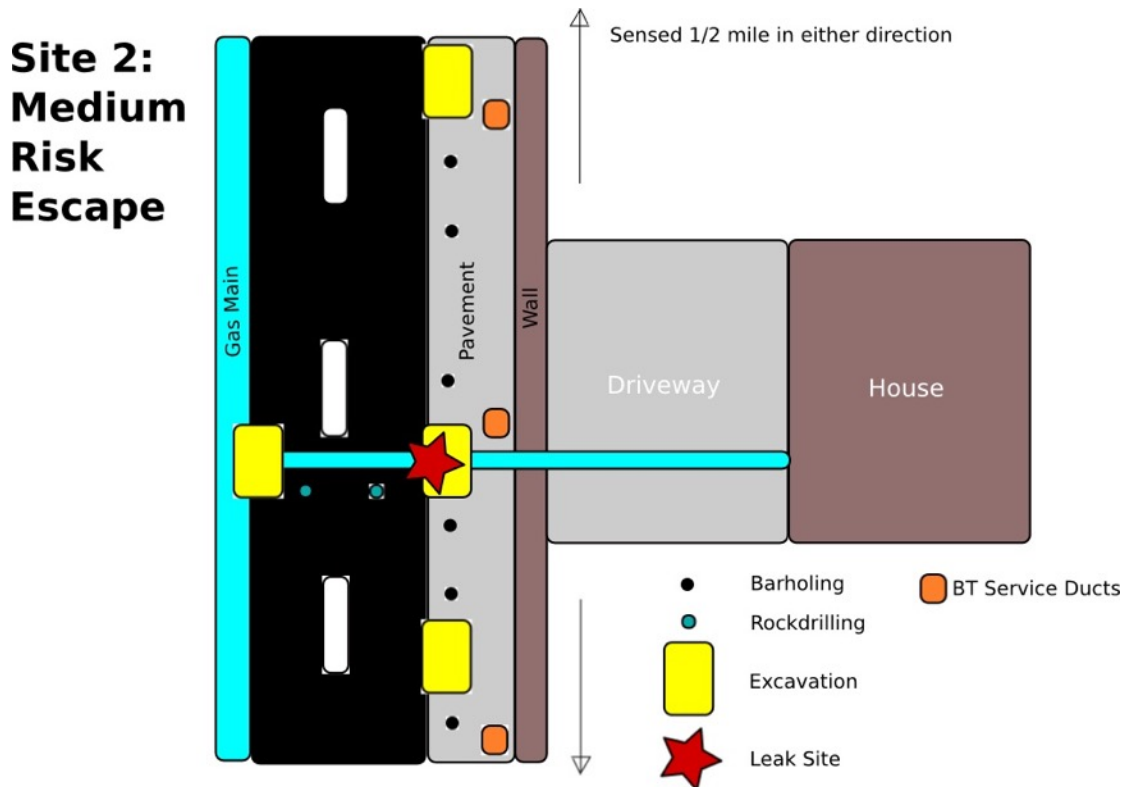 Site 2:
Medium
Risk
Escape
Sensed 1/2 mile in either direction
Gas Main
Pavement
Wall
Driveway
House
Barholing
BT Service Ducts
Rockdrilling
Excavation
Leak Site